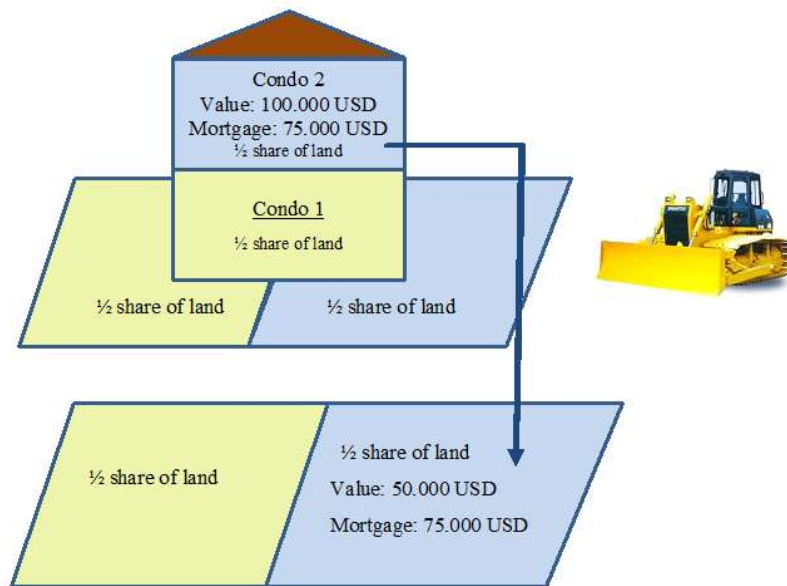 Condo 2
Value: 100.000 USD
Mortgage: 75.000 USD
½ share of land
Condo 1
½ share of land
½ share of land
½ share of land
½ share of land
½ share of land
Value: 50.000 USD
Mortgage: 75.000 USD